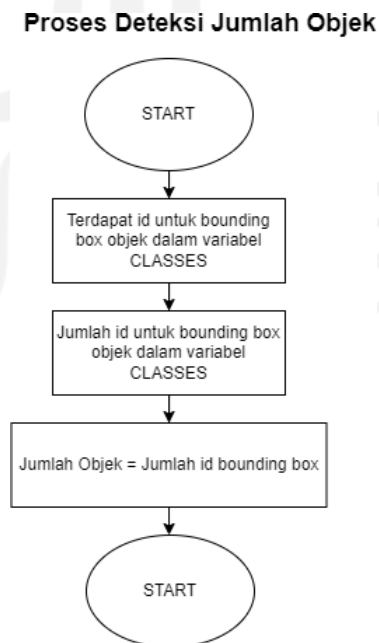 Proses Deteksi Jumlah Objek
START
Terdapat id untuk bounding
box objek dalam variabel
CLASSES
Jumlah id untuk bounding box
objek dalam variabel
CLASSES
Jumlah Objek = Jumlah id bounding box
START